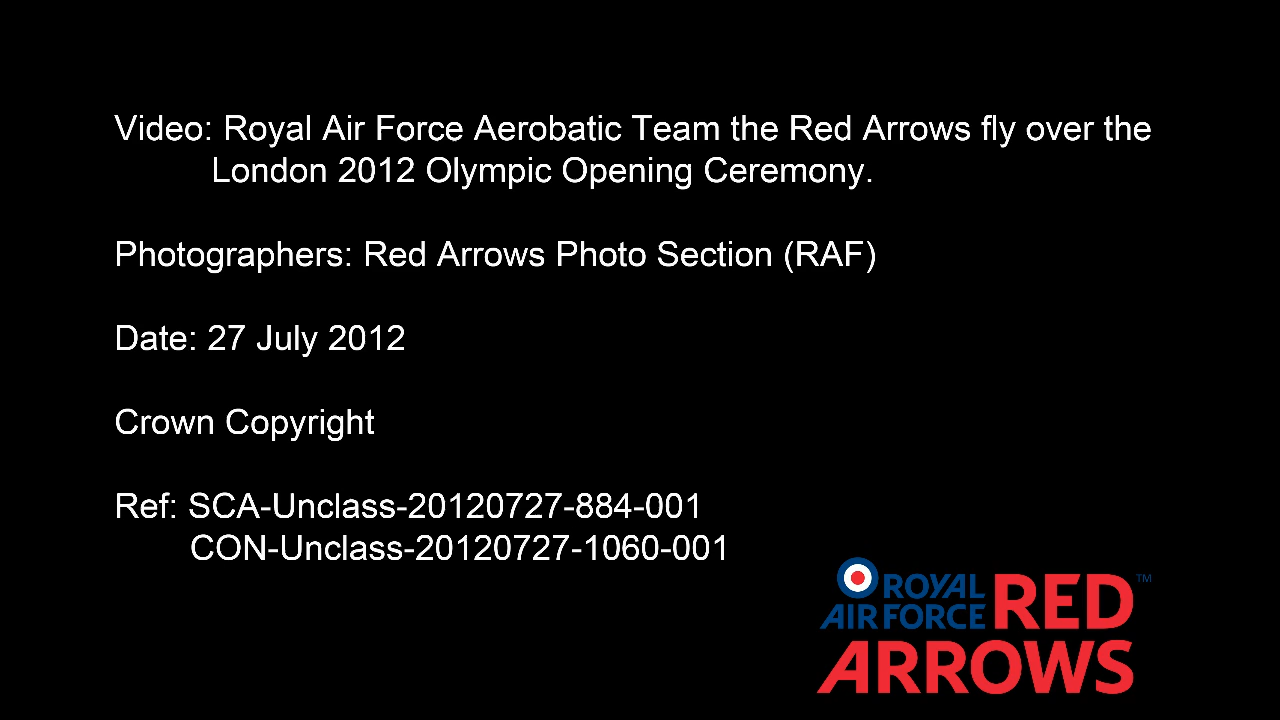 Video: Royal Air Force Aerobatic Team the Red Arrows fly over the
London 2012 Olympic Opening Ceremony.
Photographers: Red Arrows Photo Section (RAF)
Date: 27 July 2012
Crown Copyright
Ref: SCA-Unclass-20120727-884-001
CON-Unclass-20120727-1060-001
ROYAL
AIR FORCE
RED™
ARROWS